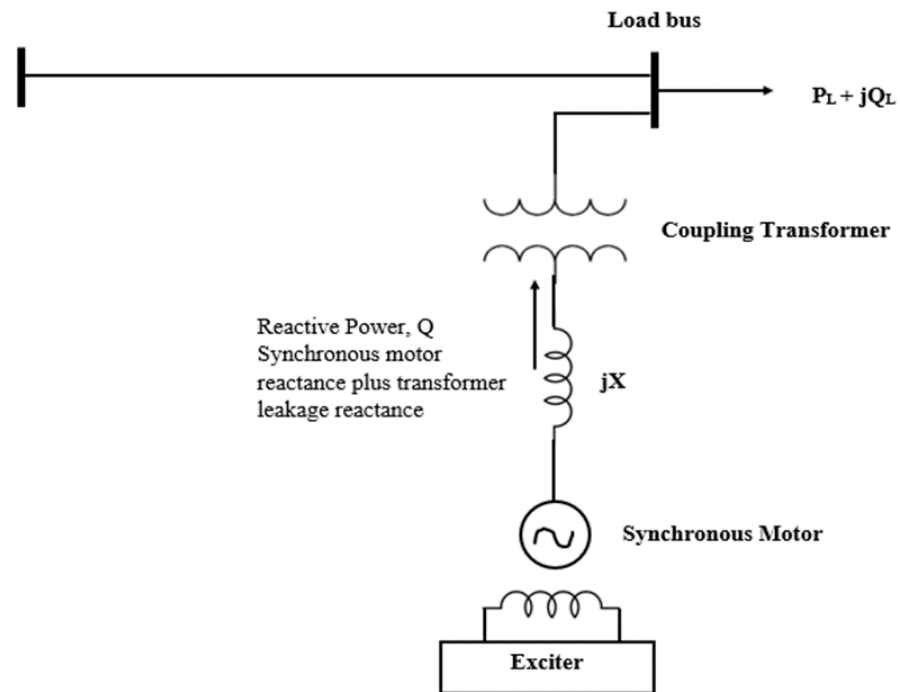 Load bus
PL + jQL
Coupling Transformer
Reactive Power, Q
Synchronous motor
reactance plus transformer
leakage reactance
jX
Synchronous Motor
Exciter